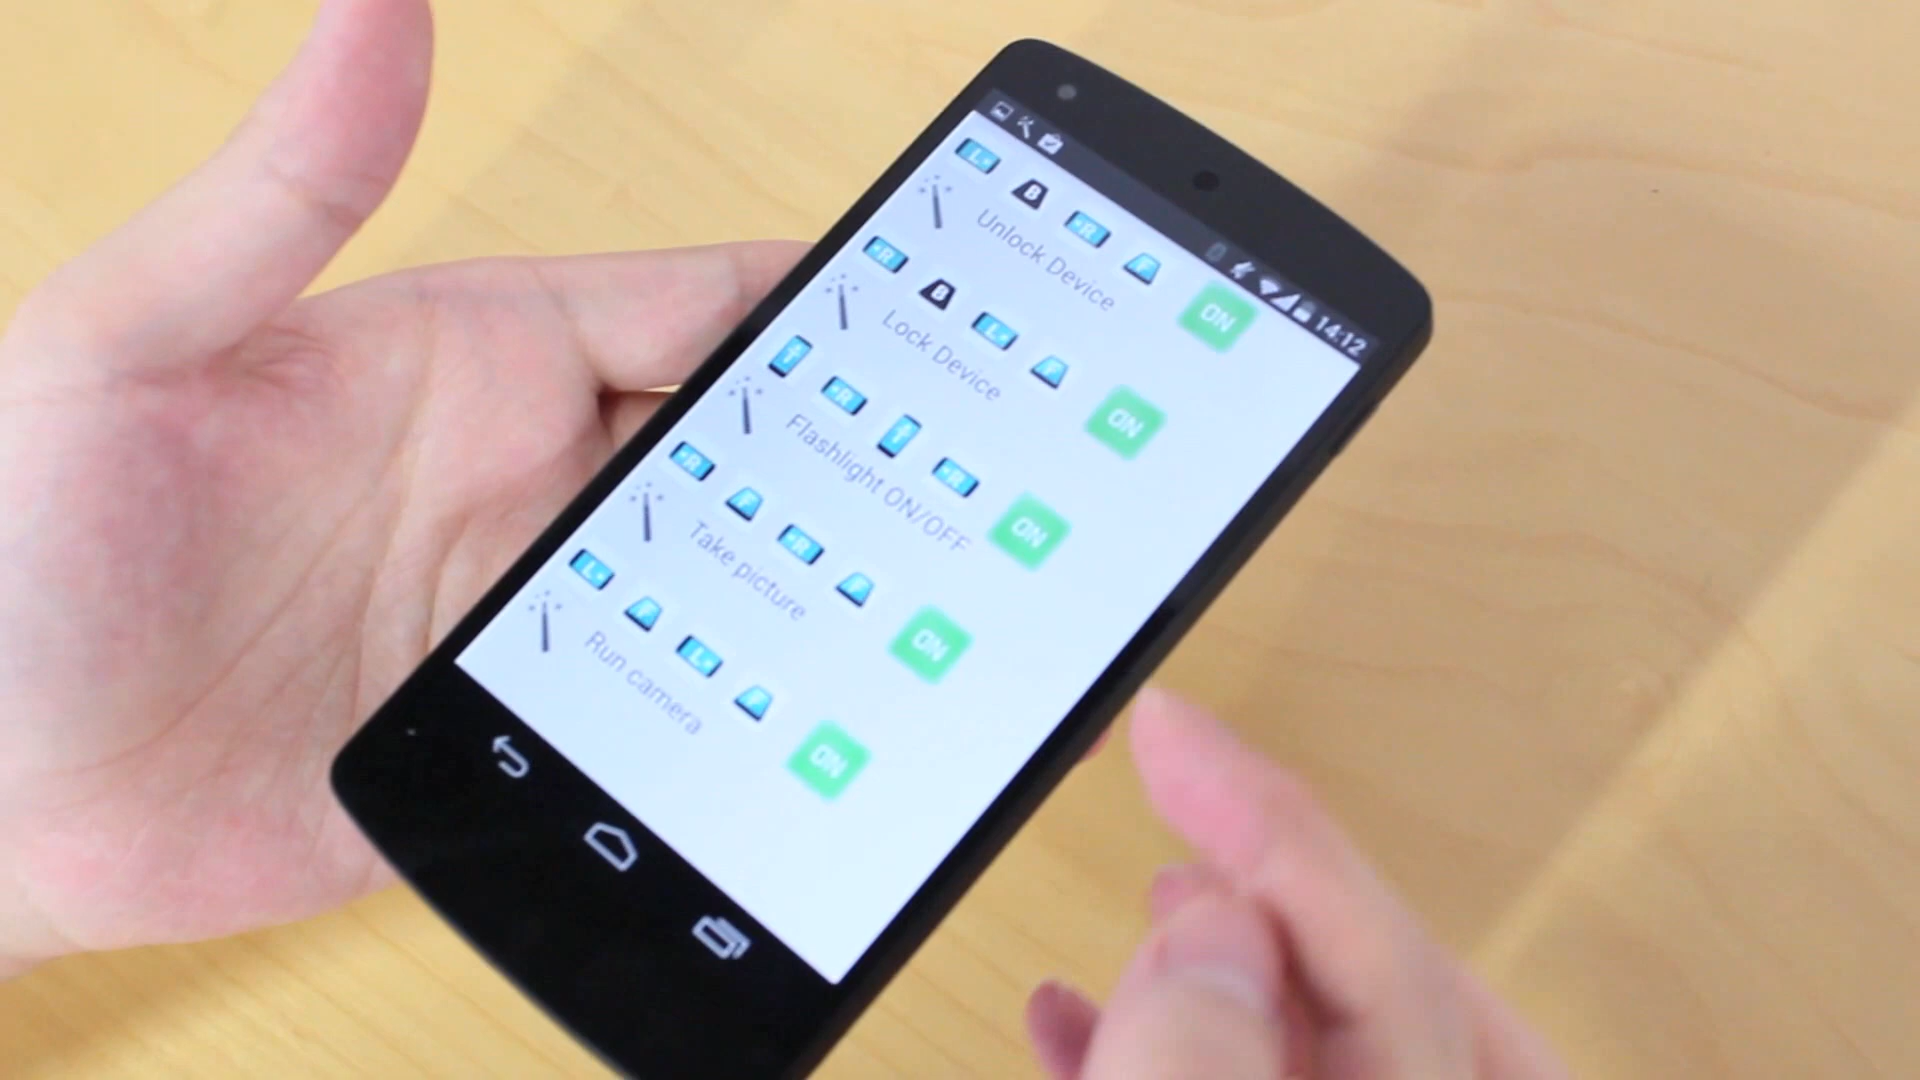 14:12
L B R F
Unlock Device ON
R B L F
Lock Device ON
T R T R
Flashlight ON/OFF ON
R F R F
Take picture ON
L F L F
Run camera ON